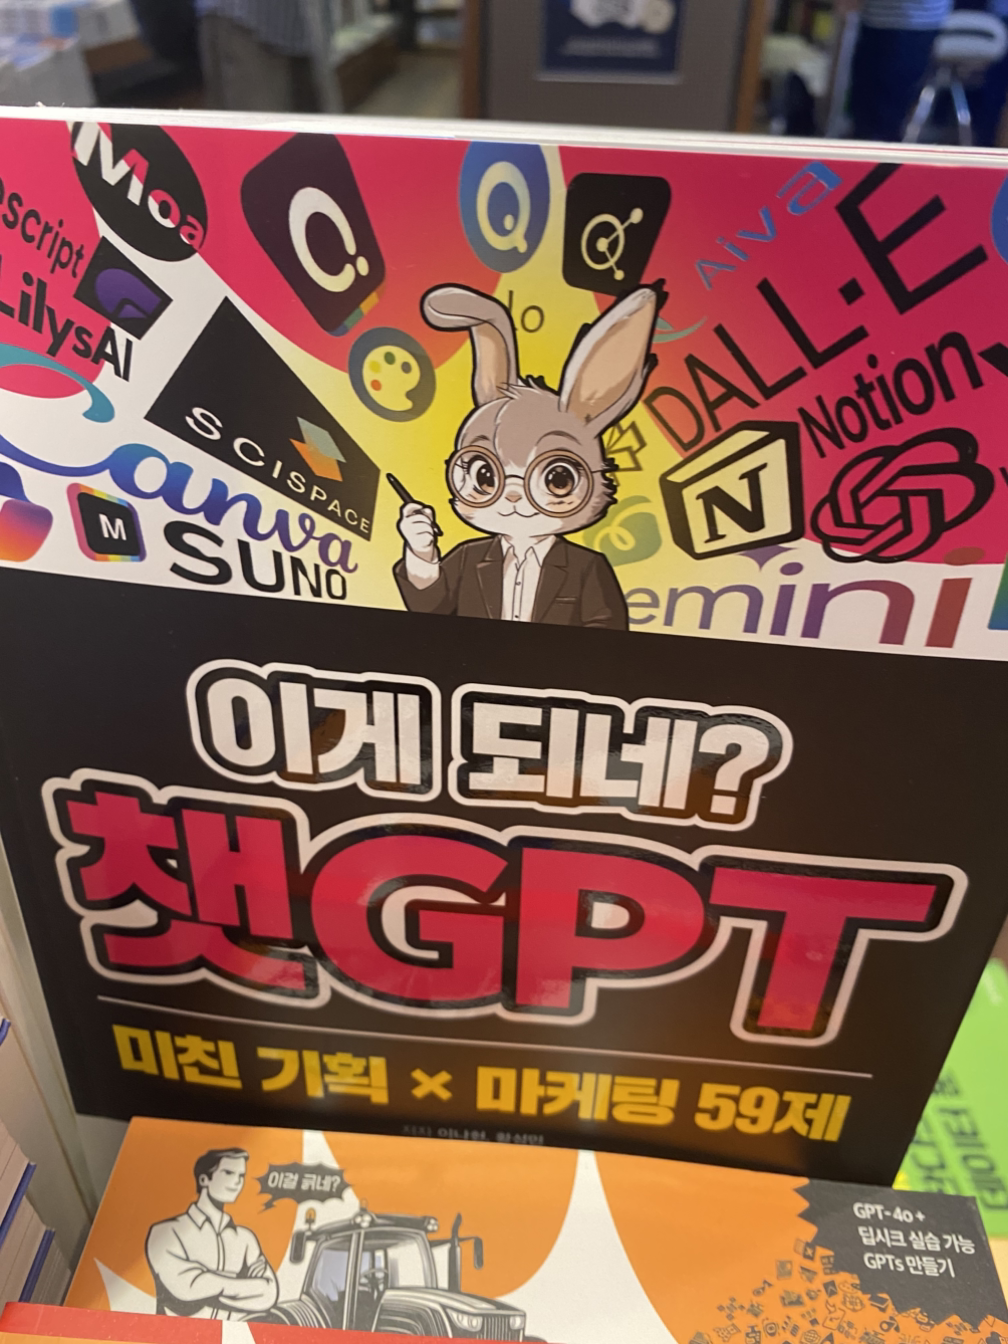 Moa
escript
LilysAI
SCISPACE
Canva
M
SUNO
Aiva
DALL·E
Notion
N
emini
이게 되네?
챗GPT
미친 기획 × 마케팅 59제
이걸 긁네?
GPT-4o +
딥시크 실습 가능
GPTs 만들기